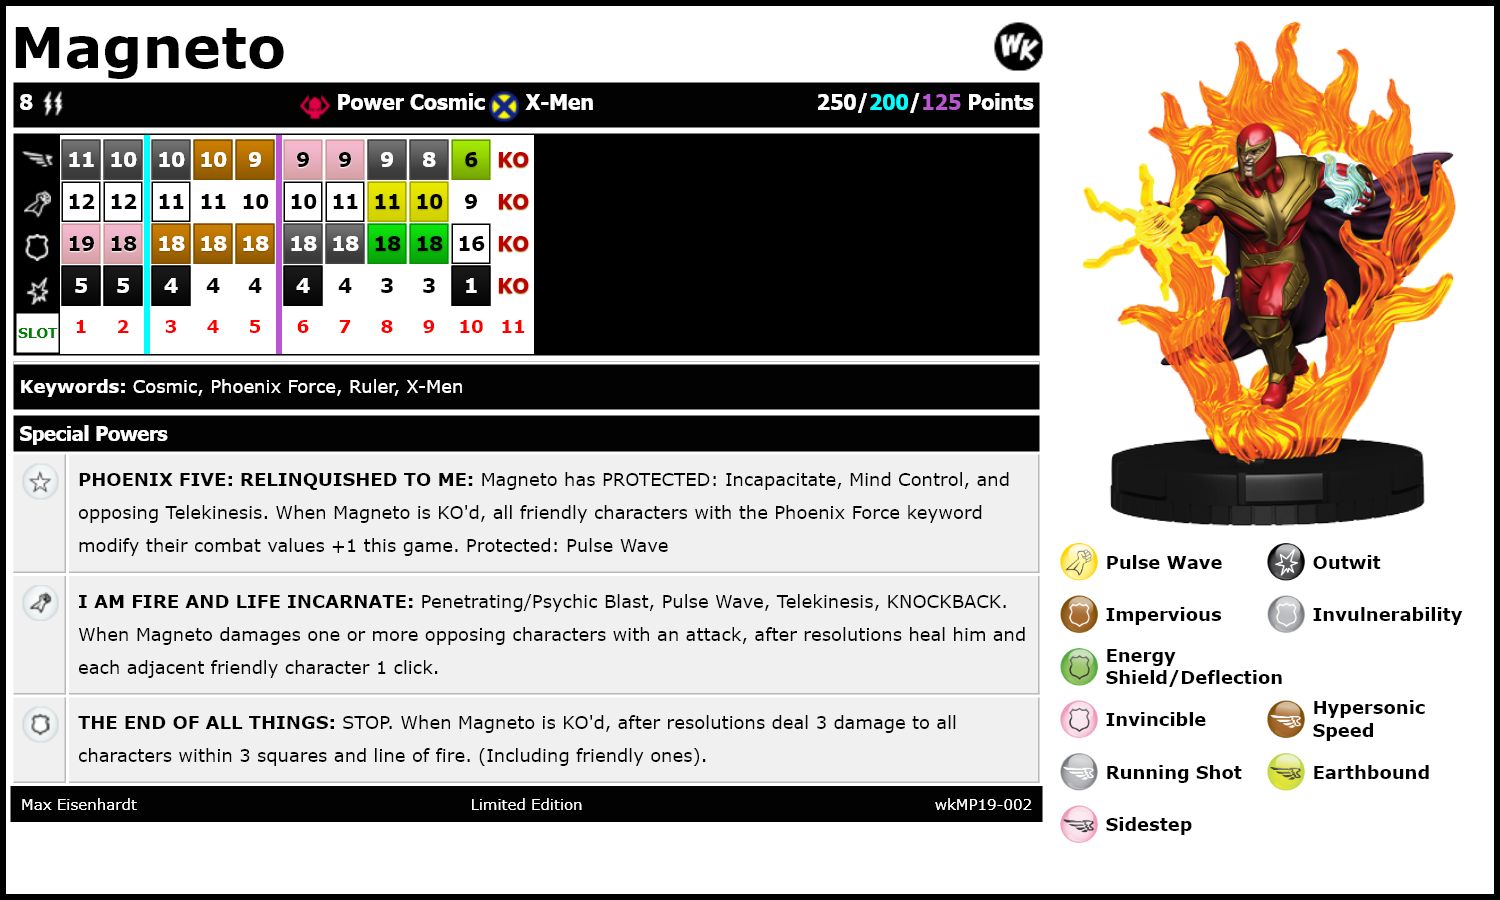 Magneto
WK
8 Power Cosmic X-Men 250/200/125 Points
11 10 10 10 9 9 9 9 8 6 KO
12 12 11 11 10 10 11 11 10 9 KO
19 18 18 18 18 18 18 18 18 16 KO
5 5 4 4 4 4 4 3 3 1 KO
SLOT 1 2 3 4 5 6 7 8 9 10 11
Keywords: Cosmic, Phoenix Force, Ruler, X-Men
Special Powers
PHOENIX FIVE: RELINQUISHED TO ME: Magneto has PROTECTED: Incapacitate, Mind Control, and
opposing Telekinesis. When Magneto is KO'd, all friendly characters with the Phoenix Force keyword
modify their combat values +1 this game. Protected: Pulse Wave
I AM FIRE AND LIFE INCARNATE: Penetrating/Psychic Blast, Pulse Wave, Telekinesis, KNOCKBACK.
When Magneto damages one or more opposing characters with an attack, after resolutions heal him and
each adjacent friendly character 1 click.
THE END OF ALL THINGS: STOP. When Magneto is KO'd, after resolutions deal 3 damage to all
characters within 3 squares and line of fire. (Including friendly ones).
Max Eisenhardt Limited Edition wkMP19-002
Pulse Wave Outwit
Impervious Invulnerability
Energy
Shield/Deflection
Invincible Hypersonic
Speed
Running Shot Earthbound
Sidestep